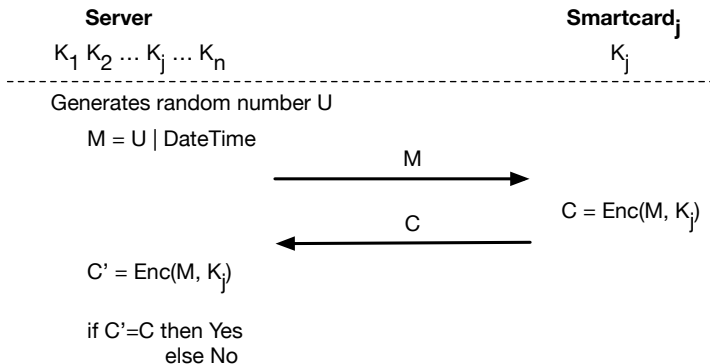 Server
Smartcardj
K1 K2 ... Kj ... Kn
Kj
Generates random number U
M = U | DateTime
M
C = Enc(M, Kj)
C
C' = Enc(M, Kj)
if C'=C then Yes
else No